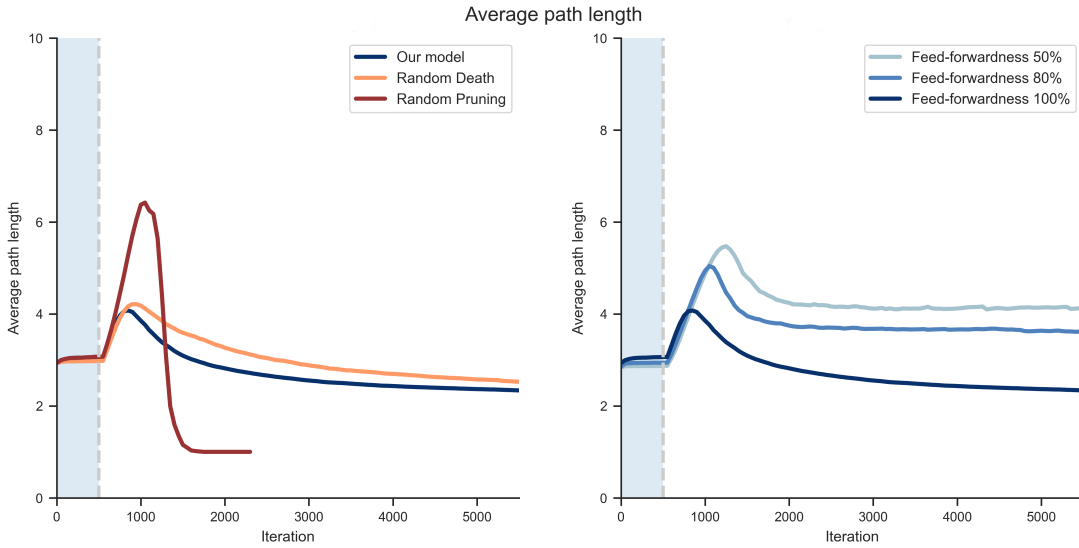 Average path length
10
8
6
4
2
0
0 1000 2000 3000 4000 5000
Average path length
Iteration
Our model
Random Death
Random Pruning
10
8
6
4
2
0
0 1000 2000 3000 4000 5000
Average path length
Iteration
Feed-forwardness 50%
Feed-forwardness 80%
Feed-forwardness 100%